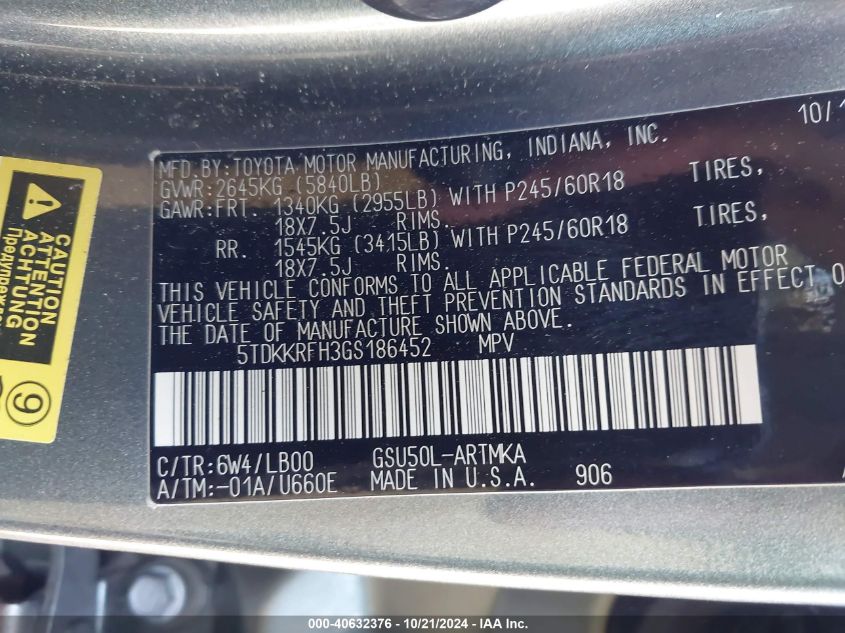 10/1
MFD.BY:TOYOTA MOTOR MANUFACTURING, INDIANA, INC.
GVWR:2645KG (5840LB)
GAWR:FRT. 1340KG (2955LB) WITH P245/60R18 TIRES,
18X7.5J RIMS.
RR. 1545KG (3415LB) WITH P245/60R18 TIRES,
18X7.5J RIMS.
THIS VEHICLE CONFORMS TO ALL APPLICABLE FEDERAL MOTOR
VEHICLE SAFETY AND THEFT PREVENTION STANDARDS IN EFFECT O
THE DATE OF MANUFACTURE SHOWN ABOVE.
5TDKKRFH3GS186452 MPV
C/TR:6W4/LB00 GSU50L-ARTMKA
A/TM:-01A/U660E MADE IN U.S.A. 906
CAUTION
ATTENTION
ACHTUNG
9
000-40632376 | 10/21/2024 | Copyright © IAA, Inc.